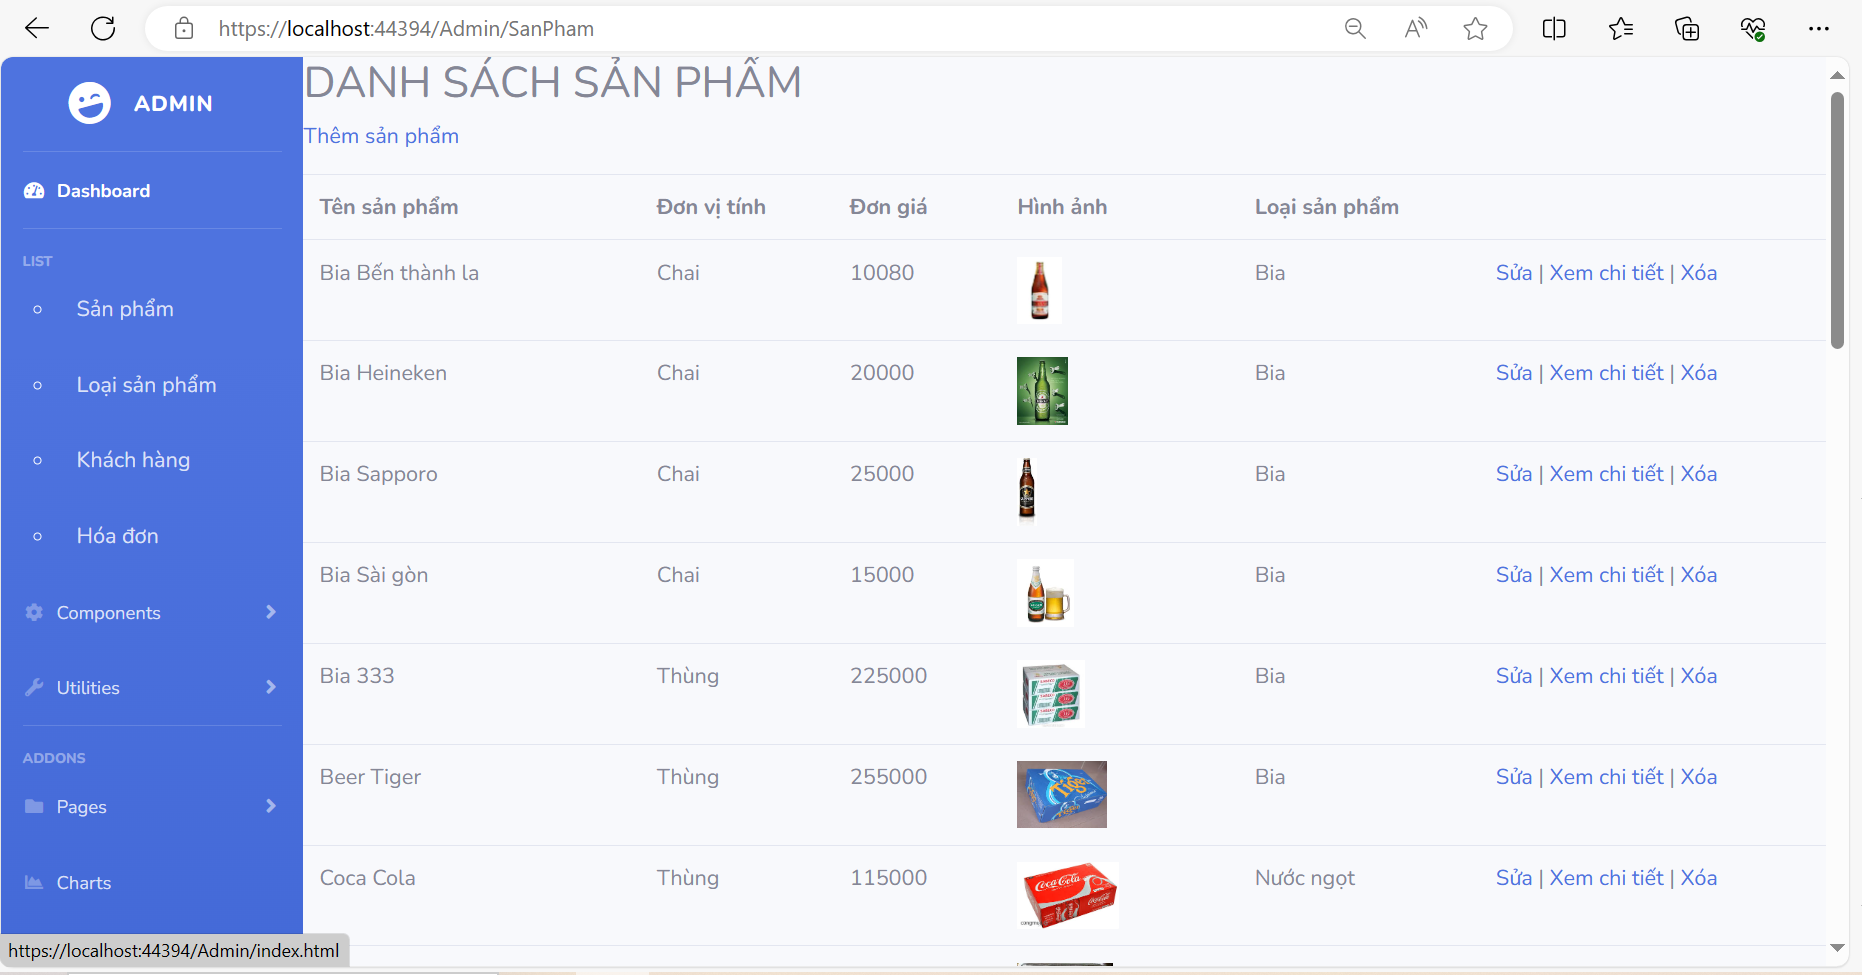 https://localhost:44394/Admin/SanPham
ADMIN
Dashboard
LIST
Sản phẩm
Loại sản phẩm
Khách hàng
Hóa đơn
Components
Utilities
ADDONS
Pages
Charts
DANH SÁCH SẢN PHẨM
Thêm sản phẩm
Tên sản phẩm Đơn vị tính Đơn giá Hình ảnh Loại sản phẩm
Bia Bến thành la Chai 10080 Bia Sửa | Xem chi tiết | Xóa
Bia Heineken Chai 20000 Bia Sửa | Xem chi tiết | Xóa
Bia Sapporo Chai 25000 Bia Sửa | Xem chi tiết | Xóa
Bia Sài gòn Chai 15000 Bia Sửa | Xem chi tiết | Xóa
Bia 333 Thùng 225000 Bia Sửa | Xem chi tiết | Xóa
Beer Tiger Thùng 255000 Tiger Bia Sửa | Xem chi tiết | Xóa
Coca Cola Thùng 115000 Coca Cola Nước ngọt Sửa | Xem chi tiết | Xóa
https://localhost:44394/Admin/index.html